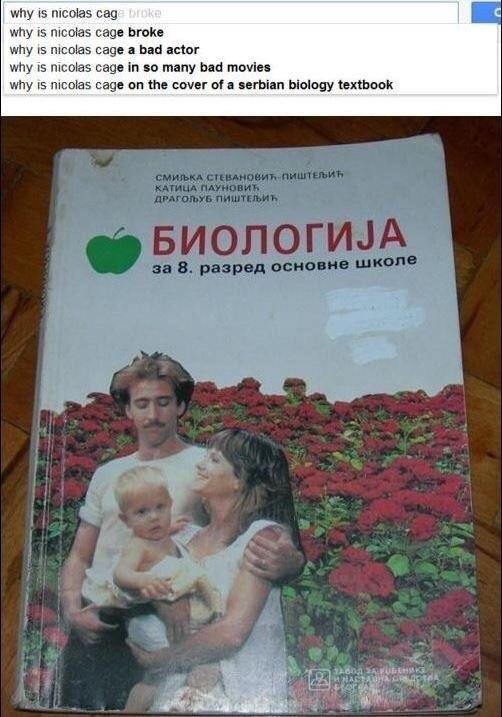 why is nicolas cage broke
why is nicolas cage broke
why is nicolas cage a bad actor
why is nicolas cage in so many bad movies
why is nicolas cage on the cover of a serbian biology textbook
СМИЉКА СТЕВАНОВИЋ-ПИШТЕЉИЋ
КАТИЦА ПАУНОВИЋ
ДРАГОЉУБ ПИШТЕЉИЋ
БИОЛОГИЈА
за 8. разред основне школе
ЗАВОД ЗА УЏБЕНИКЕ
И НАСТАВНА СРЕДСТВА
БЕОГРАД